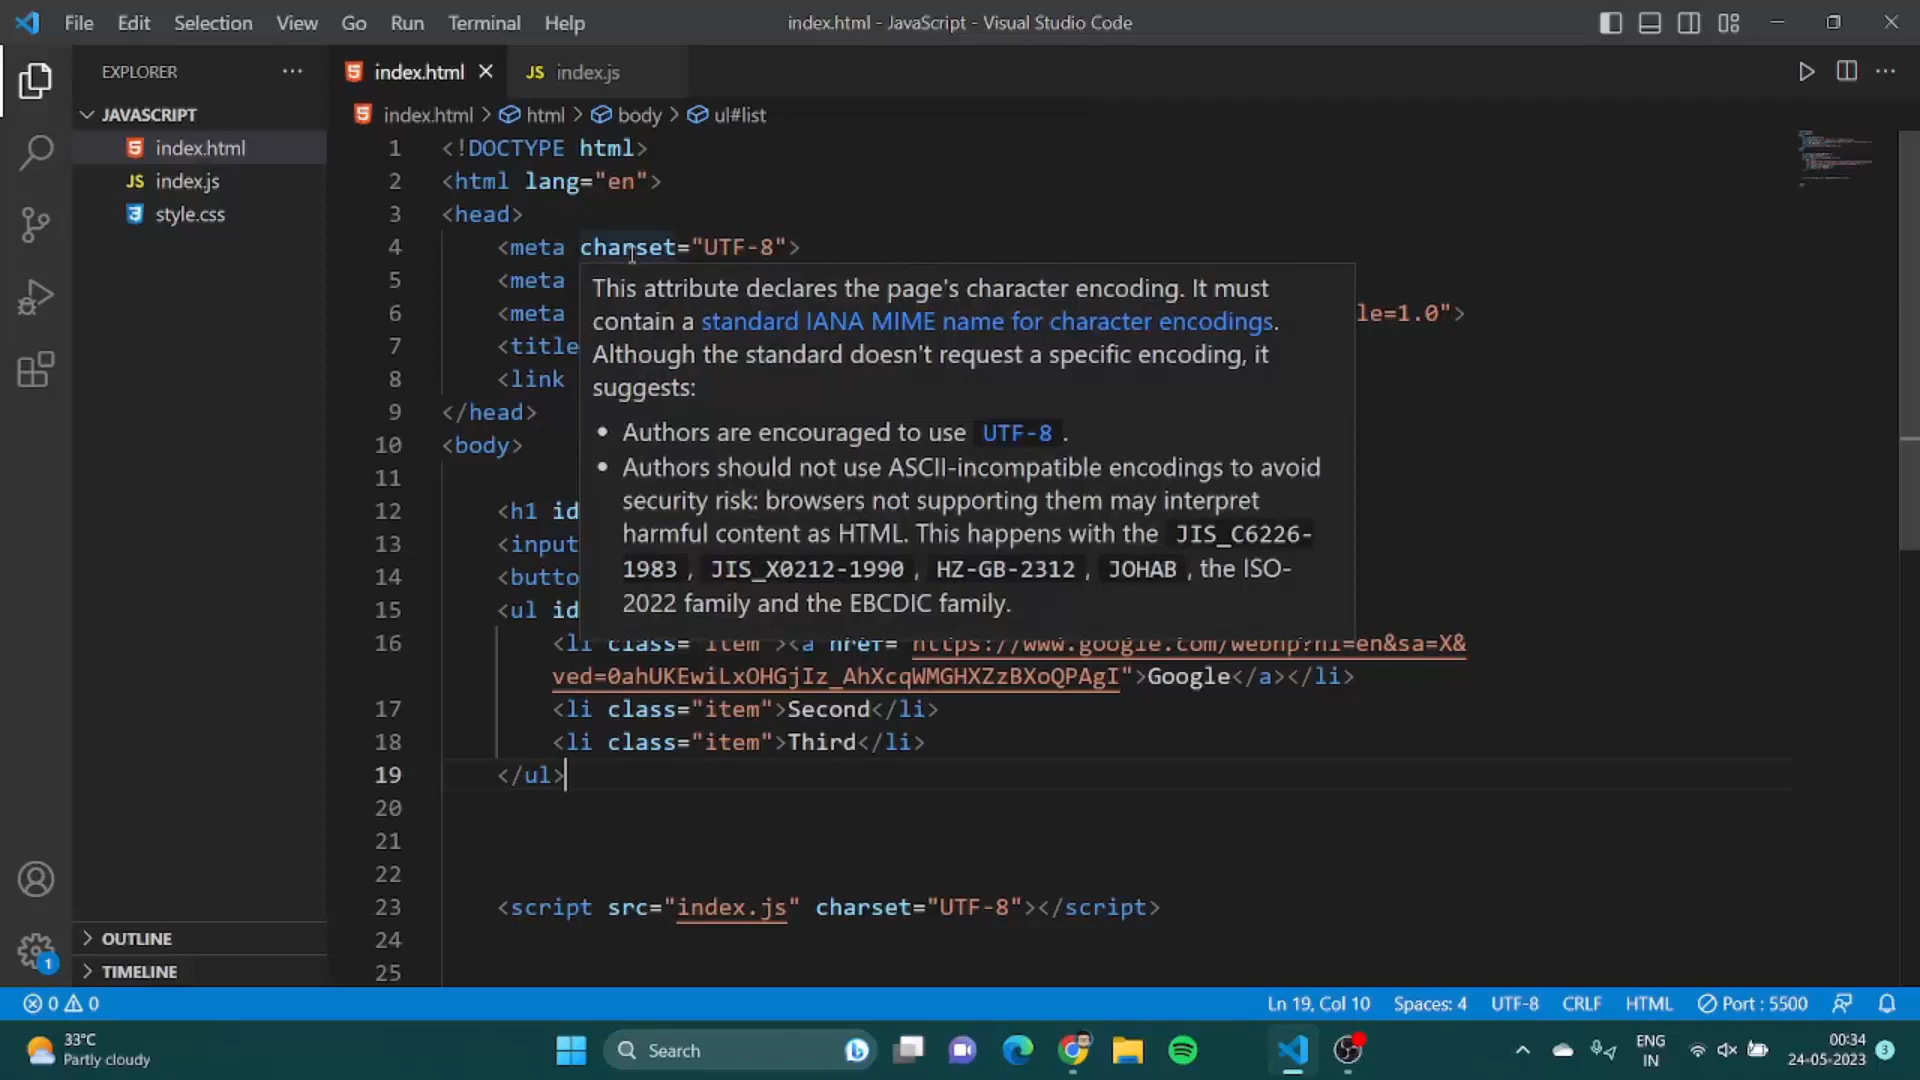 File Edit Selection View Go Run Terminal Help
index.html - JavaScript - Visual Studio Code
EXPLORER
JAVASCRIPT
index.html
JS index.js
style.css
OUTLINE
TIMELINE
index.html
JS index.js
index.html > html > body > ul#list
1 <!DOCTYPE html>
2 <html lang="en">
3 <head>
4 <meta charset="UTF-8">
5 <meta
6 <meta le=1.0">
7 <title
8 <link
9 </head>
10 <body>
11
12 <h1 id
13 <input
14 <butto
15 <ul id
This attribute declares the page's character encoding. It must
contain a standard IANA MIME name for character encodings.
Although the standard doesn't request a specific encoding, it
suggests:
• Authors are encouraged to use UTF-8 .
• Authors should not use ASCII-incompatible encodings to avoid
security risk: browsers not supporting them may interpret
harmful content as HTML. This happens with the JIS_C6226-
1983 , JIS_X0212-1990 , HZ-GB-2312 , JOHAB , the ISO-
2022 family and the EBCDIC family.
16 <li class="item"><a href="https://www.google.com/webhp?hl=en&sa=X&
ved=0ahUKEwiLxOHGjIz_AhXcqWMGHXZzBXoQPAgI">Google</a></li>
17 <li class="item">Second</li>
18 <li class="item">Third</li>
19 </ul>
20
21
22
23 <script src="index.js" charset="UTF-8"></script>
24
25
1
0 0
Ln 19, Col 10 Spaces: 4 UTF-8 CRLF HTML Port : 5500
33°C
Partly cloudy
Search
ENG
IN
00:34
24-05-2023
3